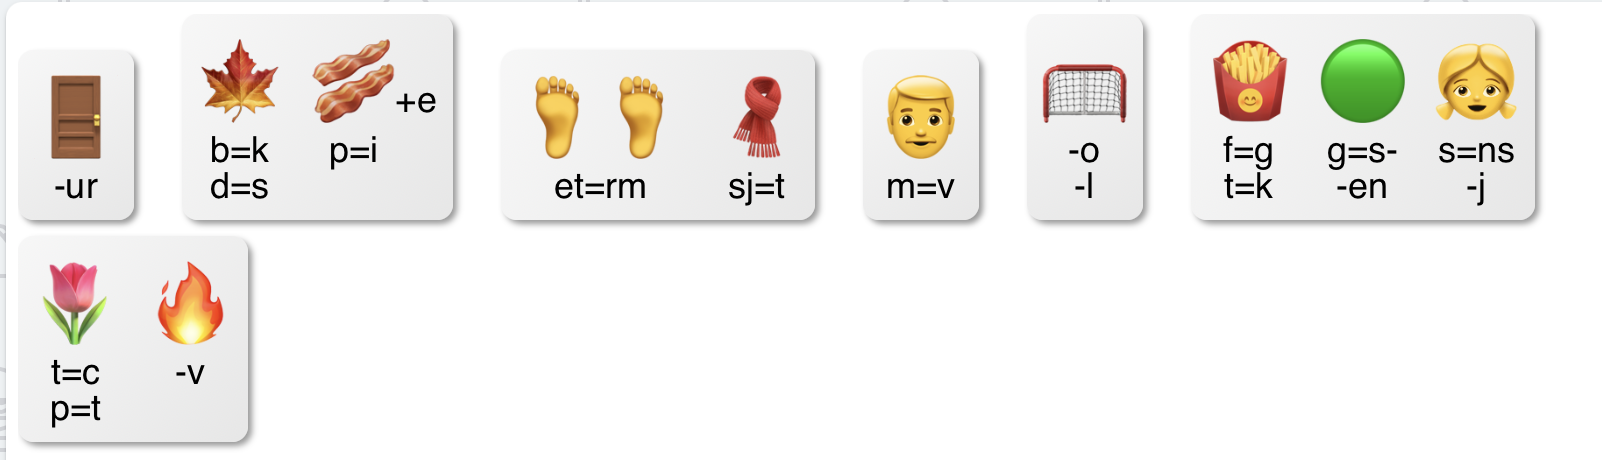 -ur
b=k
d=s
+e
p=i
et=rm
sj=t
m=v
-o
-l
f=g
t=k
g=s-
-en
s=ns
-j
t=c
p=t
-v